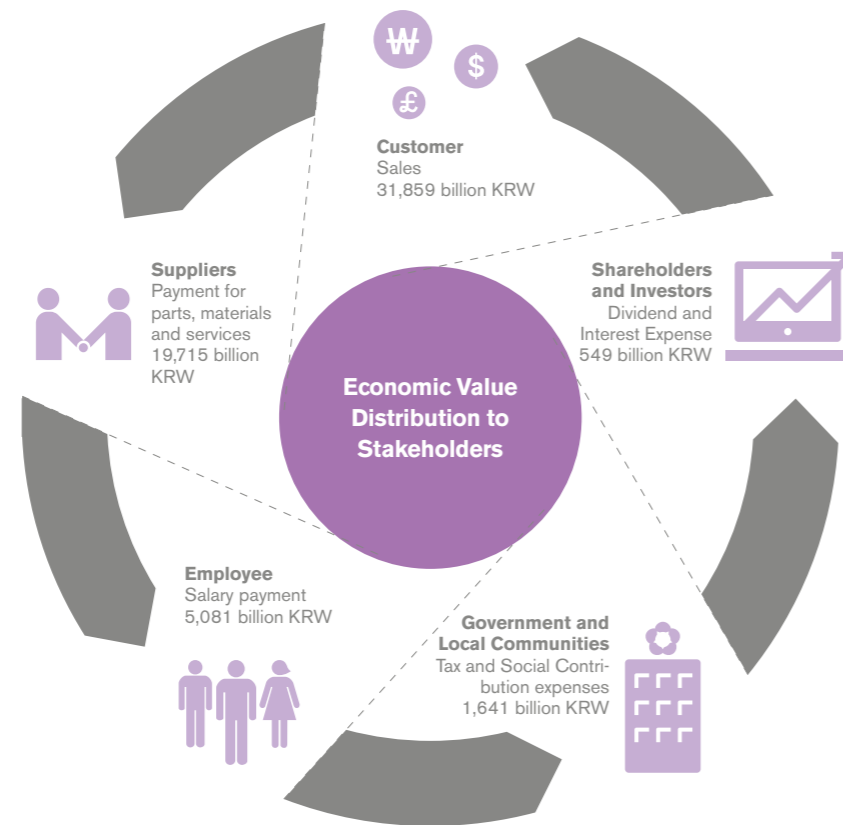 ₩
$
£
Customer
Sales
31,859 billion KRW
Suppliers
Payment for
parts, materials
and services
19,715 billion
KRW
Shareholders
and Investors
Dividend and
Interest Expense
549 billion KRW
Economic Value
Distribution to
Stakeholders
Employee
Salary payment
5,081 billion KRW
Government and
Local Communities
Tax and Social Contri-
bution expenses
1,641 billion KRW